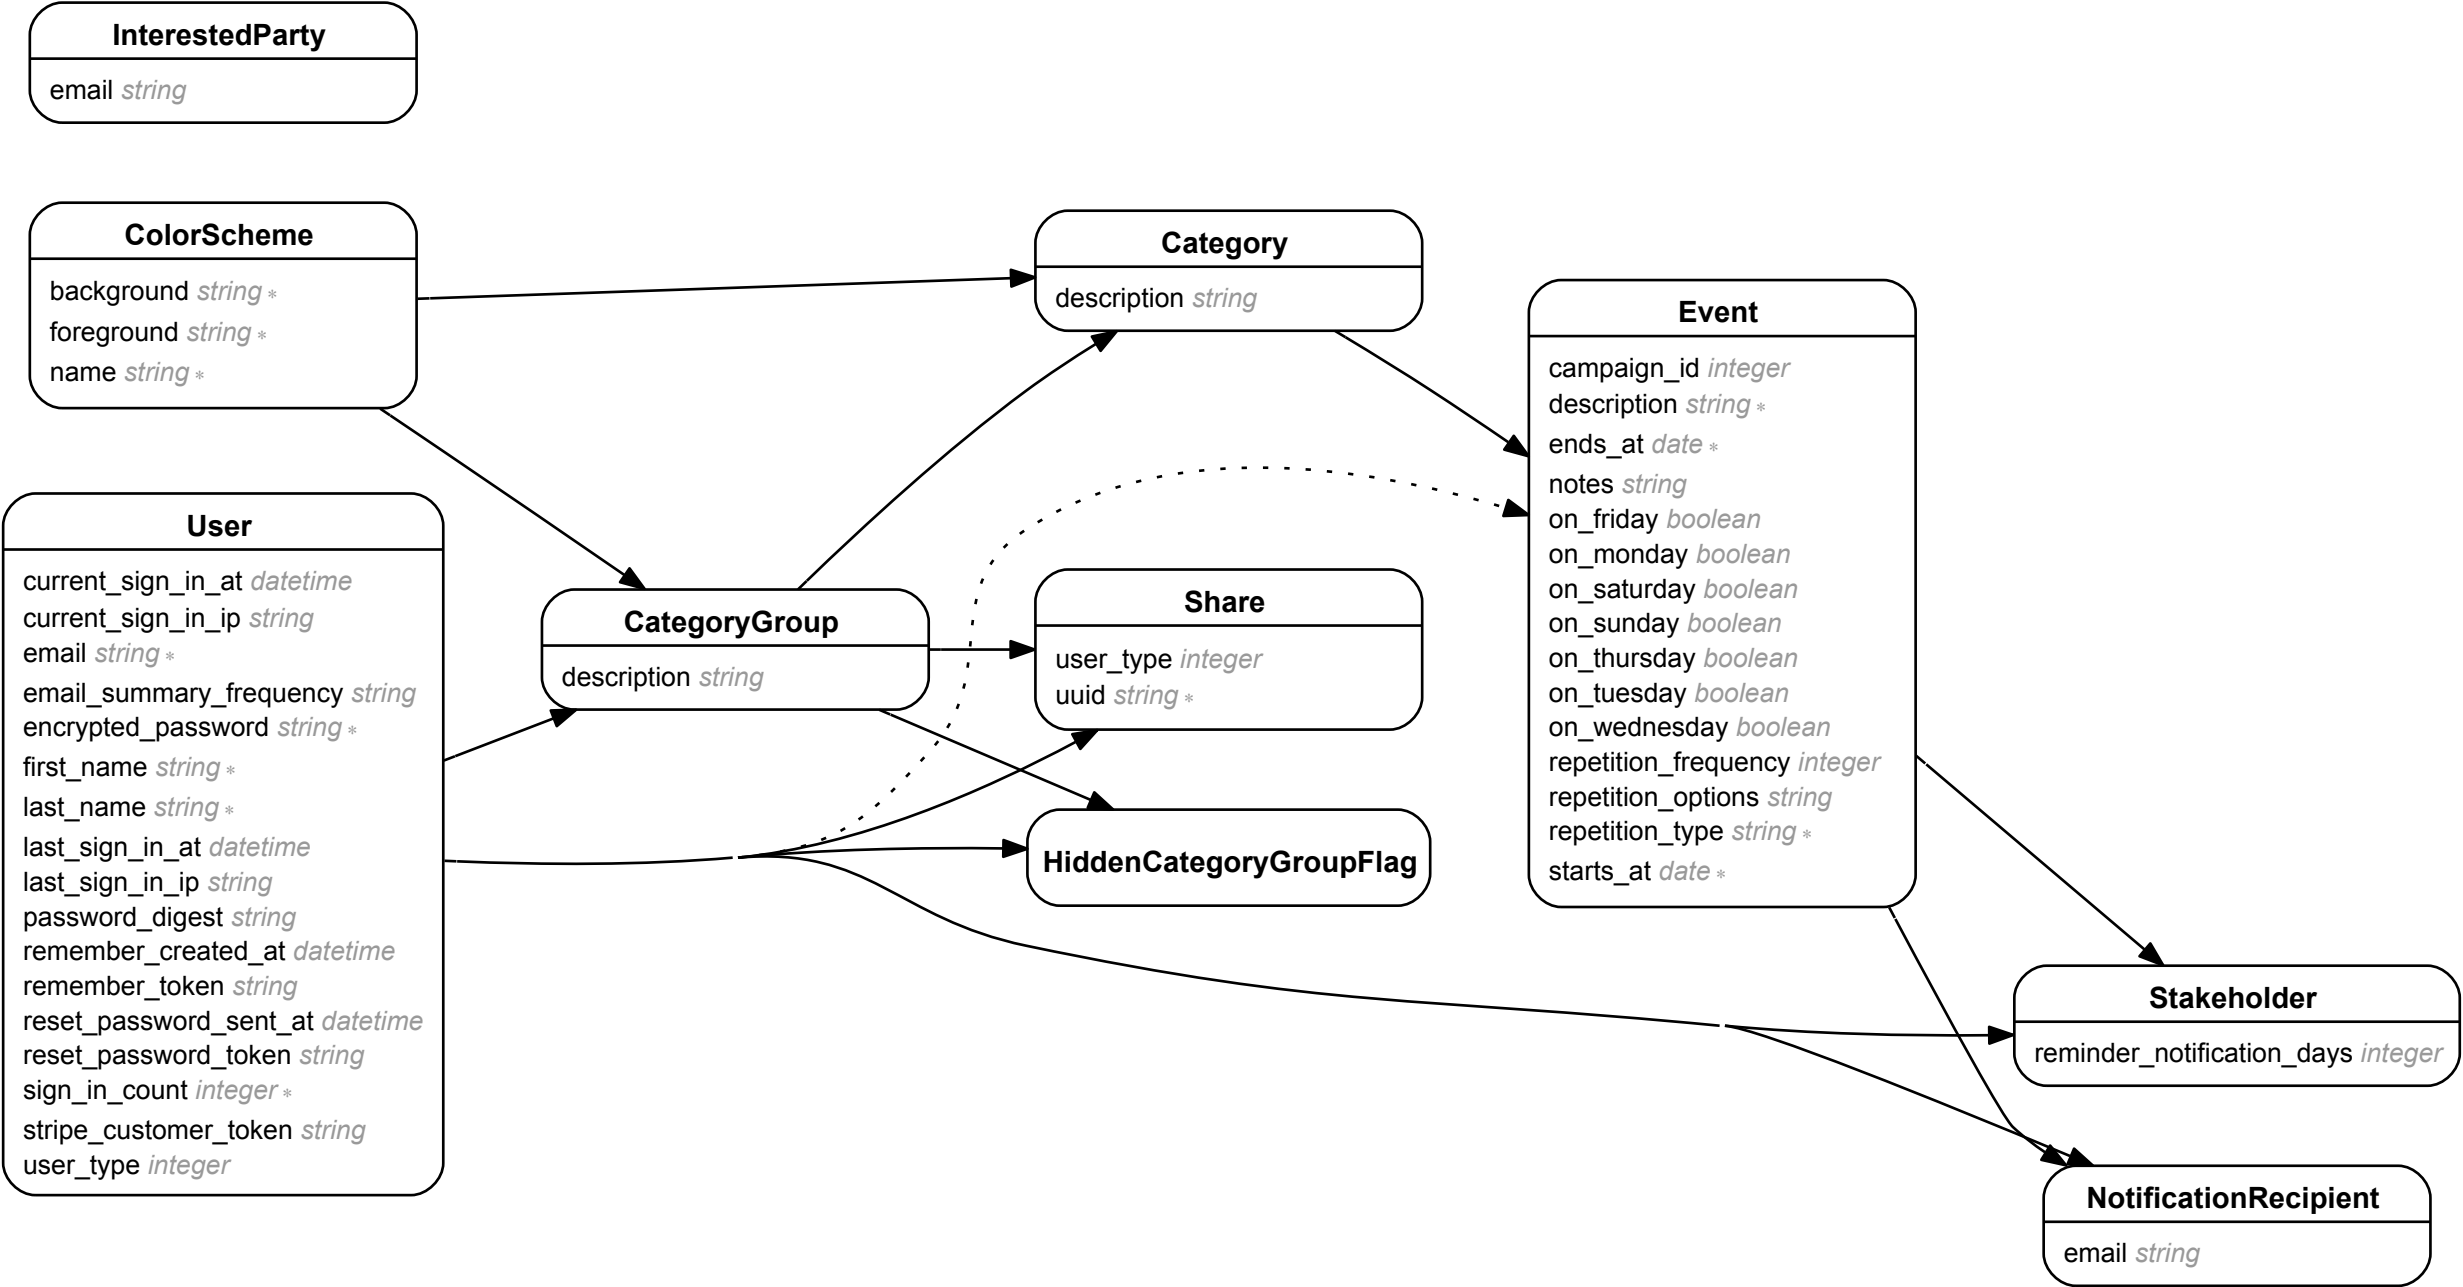 InterestedParty
email string
ColorScheme
background string *
foreground string *
name string *
User
current_sign_in_at datetime
current_sign_in_ip string
email string *
email_summary_frequency string
encrypted_password string *
first_name string *
last_name string *
last_sign_in_at datetime
last_sign_in_ip string
password_digest string
remember_created_at datetime
remember_token string
reset_password_sent_at datetime
reset_password_token string
sign_in_count integer *
stripe_customer_token string
user_type integer
CategoryGroup
description string
Category
description string
Share
user_type integer
uuid string *
HiddenCategoryGroupFlag
Event
campaign_id integer
description string *
ends_at date *
notes string
on_friday boolean
on_monday boolean
on_saturday boolean
on_sunday boolean
on_thursday boolean
on_tuesday boolean
on_wednesday boolean
repetition_frequency integer
repetition_options string
repetition_type string *
starts_at date *
Stakeholder
reminder_notification_days integer
NotificationRecipient
email string